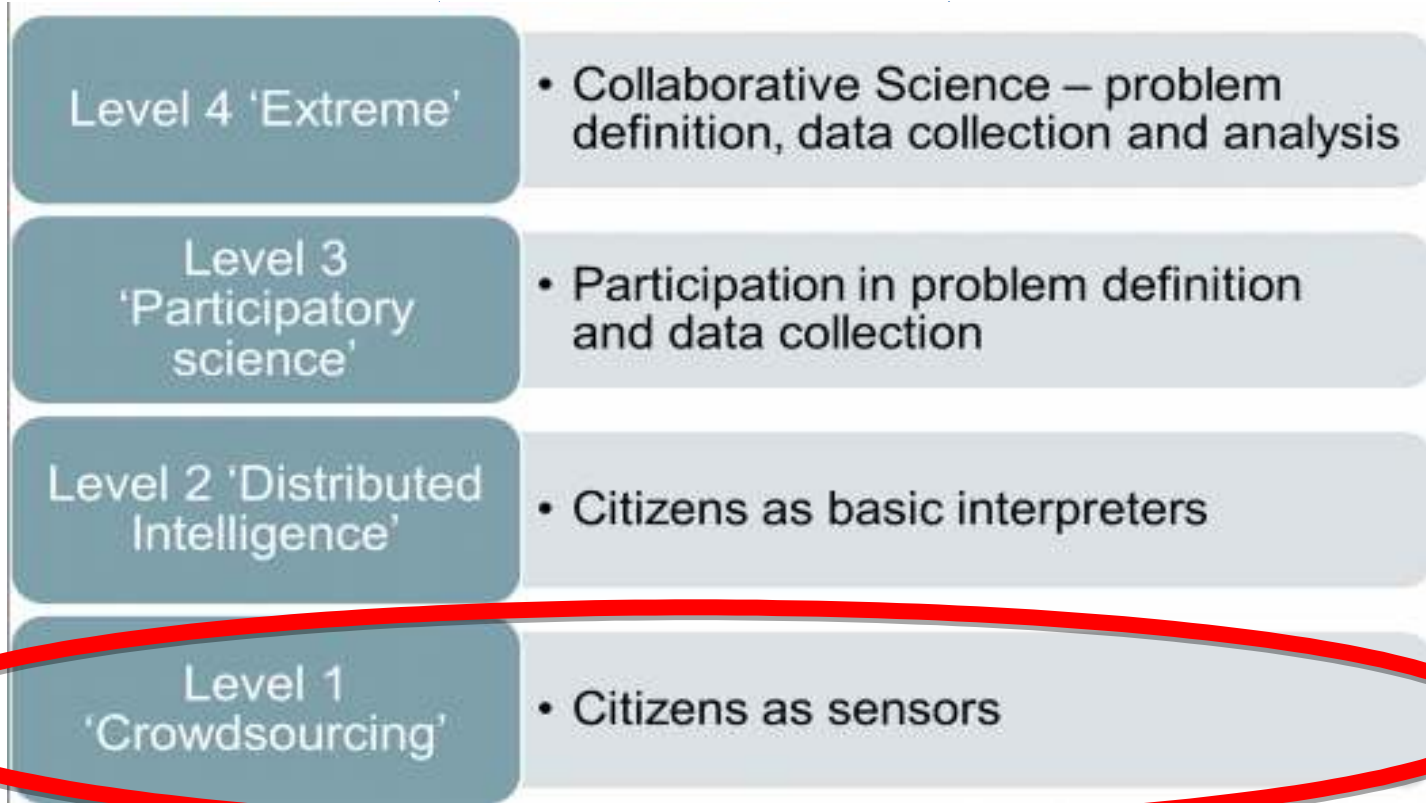 Level 4 ‘Extreme’
• Collaborative Science – problem
definition, data collection and analysis
Level 3
‘Participatory
science’
• Participation in problem definition
and data collection
Level 2 ‘Distributed
Intelligence’
• Citizens as basic interpreters
Level 1
‘Crowdsourcing’
• Citizens as sensors